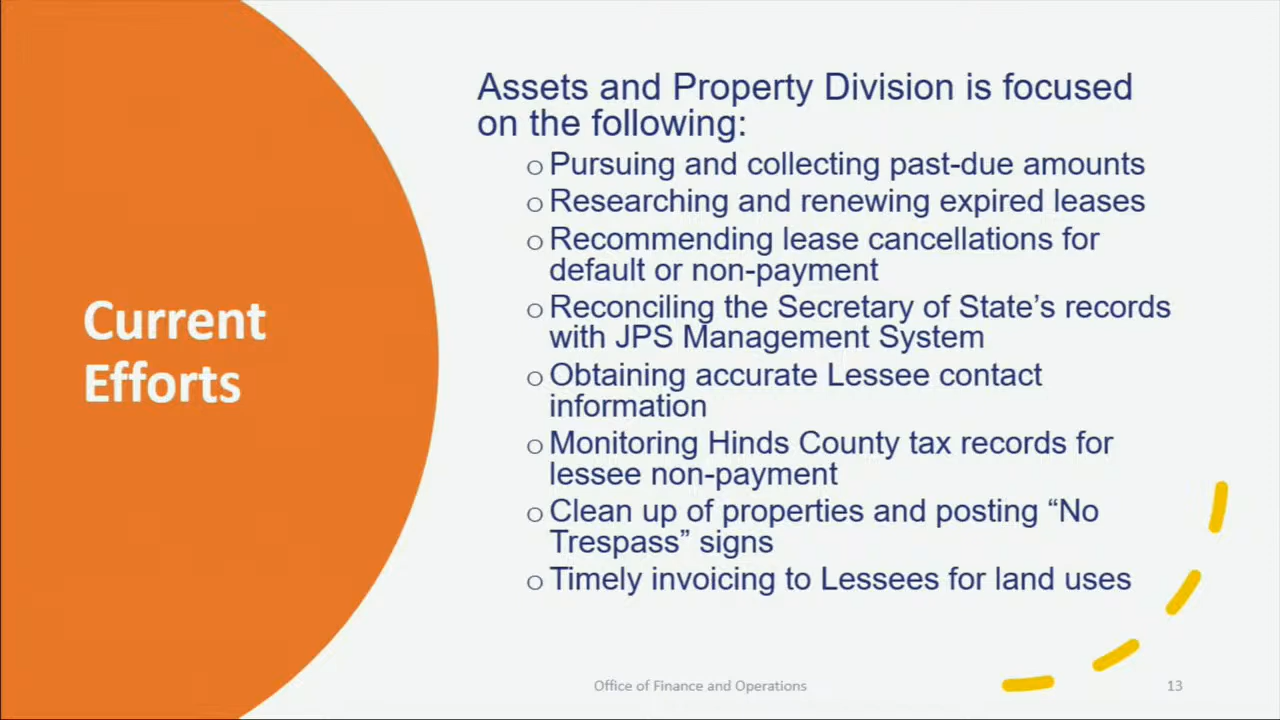 Current
Efforts
Assets and Property Division is focused
on the following:
o Pursuing and collecting past-due amounts
o Researching and renewing expired leases
o Recommending lease cancellations for
default or non-payment
o Reconciling the Secretary of State’s records
with JPS Management System
o Obtaining accurate Lessee contact
information
o Monitoring Hinds County tax records for
lessee non-payment
o Clean up of properties and posting “No
Trespass” signs
o Timely invoicing to Lessees for land uses
Office of Finance and Operations
13